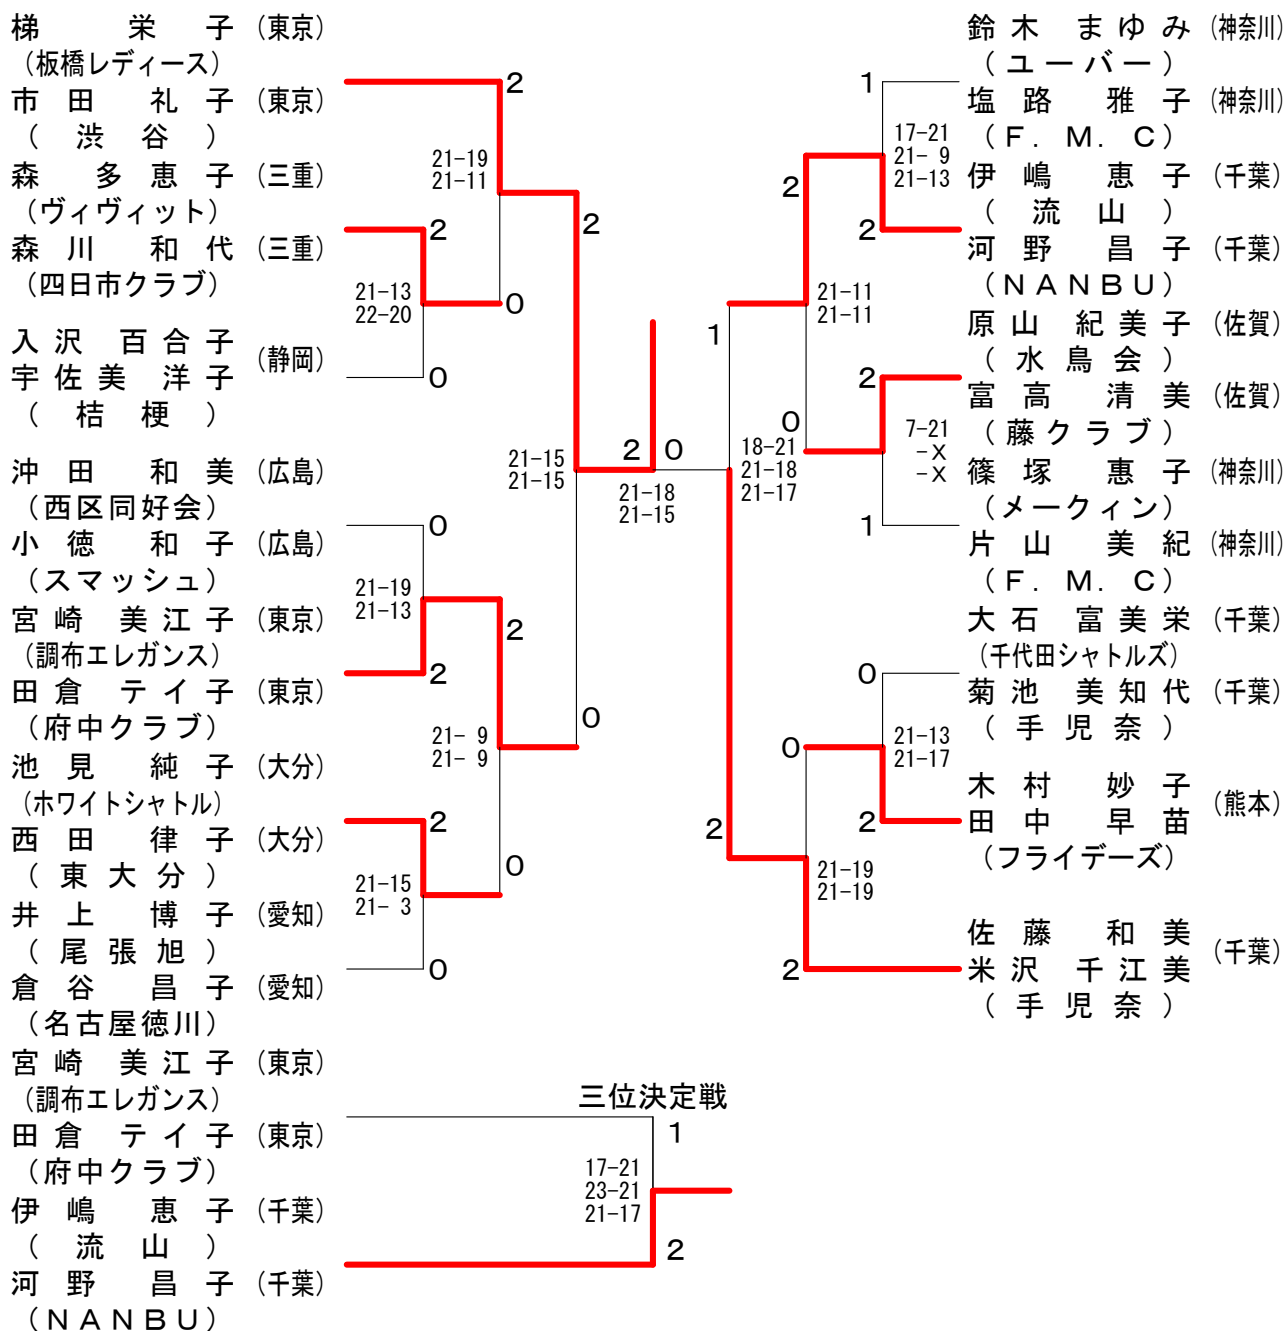 梯 栄 子 (東京)
(板橋レディース)
市 田 礼 子 (東京)
( 渋 谷 )
森 多 恵 子 (三重)
(ヴィヴィット)
森 川 和 代 (三重)
(四日市クラブ)
入 沢 百 合 子
宇 佐 美 洋 子
(静岡)
( 桔 梗 )
沖 田 和 美 (広島)
(西区同好会)
小 徳 和 子 (広島)
(スマッシュ)
宮 崎 美 江 子 (東京)
(調布エレガンス)
田 倉 テ イ 子 (東京)
(府中クラブ)
池 見 純 子 (大分)
(ホワイトシャトル)
西 田 律 子 (大分)
( 東 大 分 )
井 上 博 子 (愛知)
( 尾 張 旭 )
倉 谷 昌 子 (愛知)
(名古屋徳川)
2
21-19
21-11
2
2
21-13
22-20
0
0
21-15
21-15
0
21-19
21-13
2
2
21- 9
21- 9
0
2
21-15
21- 3
0
0
2
0
21-18
21-15
1
1
17-21
21- 9
21-13
2
2
21-11
21-11
2
0
7-21
-X
-X
1
18-21
21-18
21-17
0
0
21-13
21-17
2
2
21-19
21-19
2
鈴 木 ま ゆ み (神奈川)
( ユ ー バ ー )
塩 路 雅 子 (神奈川)
( F. M. C )
伊 嶋 恵 子 (千葉)
( 流 山 )
河 野 昌 子 (千葉)
( N A N B U )
原 山 紀 美 子 (佐賀)
( 水 鳥 会 )
富 高 清 美 (佐賀)
( 藤 ク ラ ブ )
篠 塚 惠 子 (神奈川)
(メークィン)
片 山 美 紀 (神奈川)
( F. M. C )
大 石 富 美 栄 (千葉)
(千代田シャトルズ)
菊 池 美 知 代 (千葉)
( 手 児 奈 )
木 村 妙 子
田 中 早 苗
(熊本)
(フライデーズ)
佐 藤 和 美
米 沢 千 江 美
(千葉)
( 手 児 奈 )
三位決定戦
宮 崎 美 江 子 (東京)
(調布エレガンス)
田 倉 テ イ 子 (東京)
(府中クラブ)
伊 嶋 恵 子 (千葉)
( 流 山 )
河 野 昌 子 (千葉)
( N A N B U )
1
17-21
23-21
21-17
2